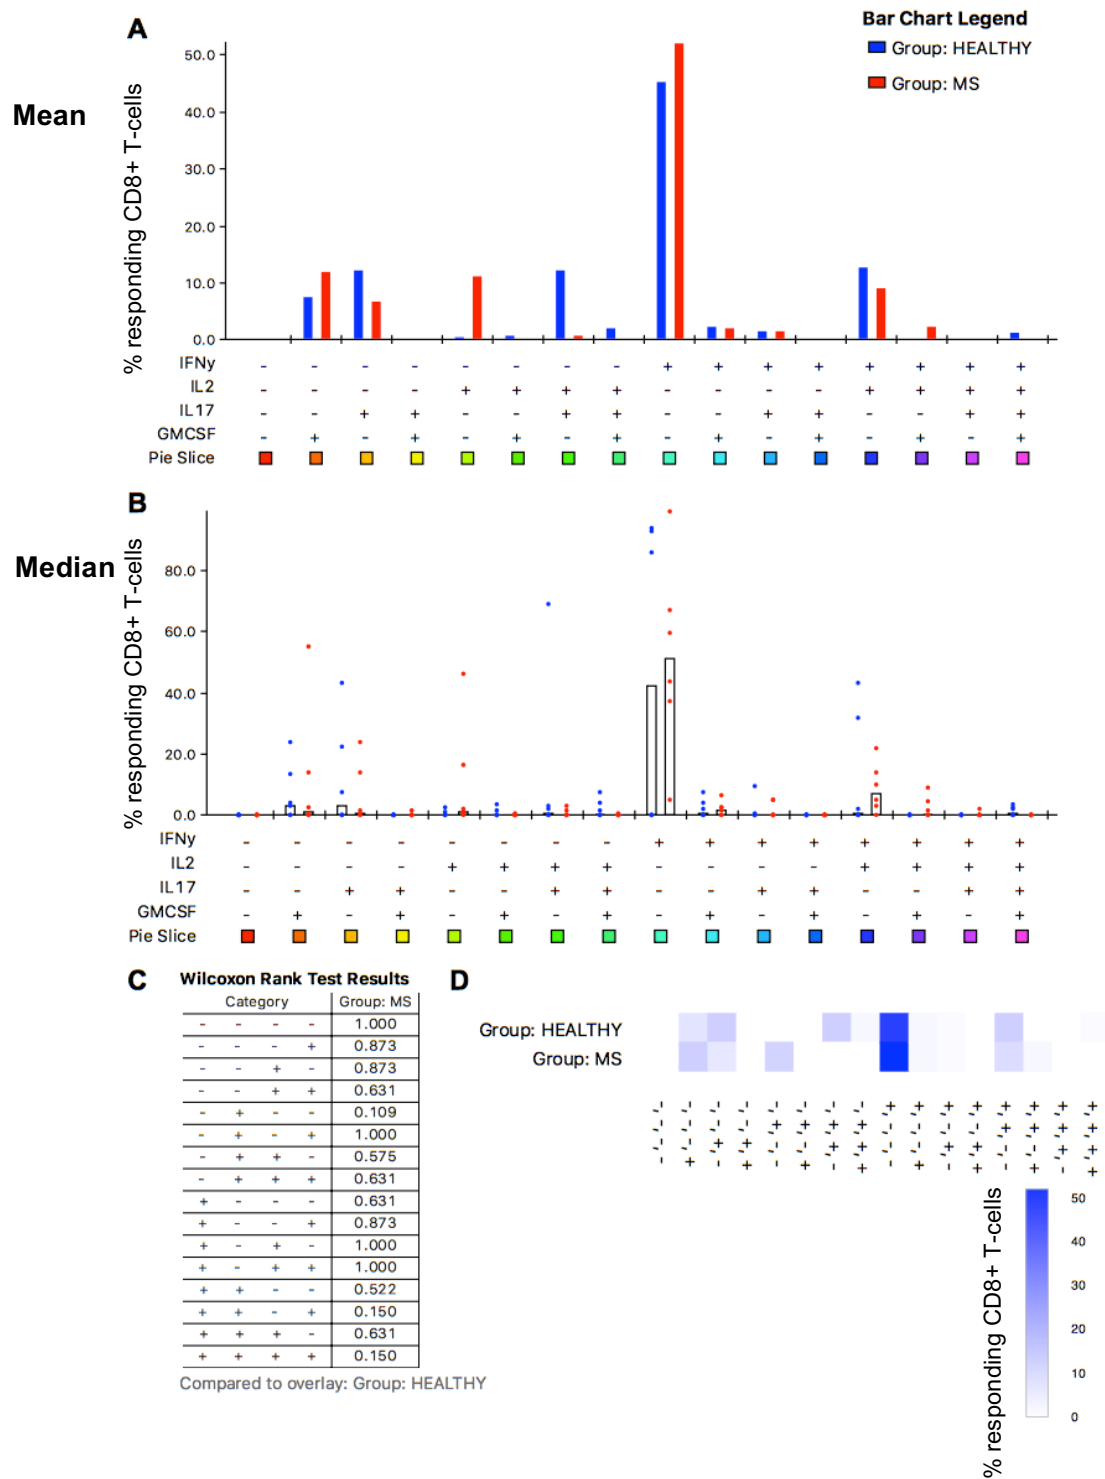 A
Bar Chart Legend
Group: HEALTHY
Group: MS
Mean
% responding CD8+ T-cells
50.0
40.0
30.0
20.0
10.0
0.0
IFNy - - - - - - - - + + + + + + + +
IL2 - - - - + + + + - - - - + + + +
IL17 - - + + - - + + - - + + - - + +
GMCSF - + - + - + - + - + - + - + - +
Pie Slice
B
Median
% responding CD8+ T-cells
80.0
60.0
40.0
20.0
0.0
IFNy - - - - - - - - + + + + + + + +
IL2 - - - - + + + + - - - - + + + +
IL17 - - + + - - + + - - + + - - + +
GMCSF - + - + - + - + - + - + - + - +
Pie Slice
C
Wilcoxon Rank Test Results
Category Group: MS
- - - - 1.000
- - - + 0.873
- - + - 0.873
- - + + 0.631
- + - - 0.109
- + - + 1.000
- + + - 0.575
- + + + 0.631
+ - - - 0.631
+ - - + 0.873
+ - + - 1.000
+ - + + 1.000
+ + - - 0.522
+ + - + 0.150
+ + + - 0.631
+ + + + 0.150
Compared to overlay: Group: HEALTHY
D
Group: HEALTHY
Group: MS
-,-,-,-
-,-,-,+
-,-,+,-
-,-,+,+
-,+,-,-
-,+,-,+
-,+,+,-
-,+,+,+
+,-,-,-
+,-,-,+
+,-,+,-
+,-,+,+
+,+,-,-
+,+,-,+
+,+,+,-
+,+,+,+
% responding CD8+ T-cells
50
40
30
20
10
0